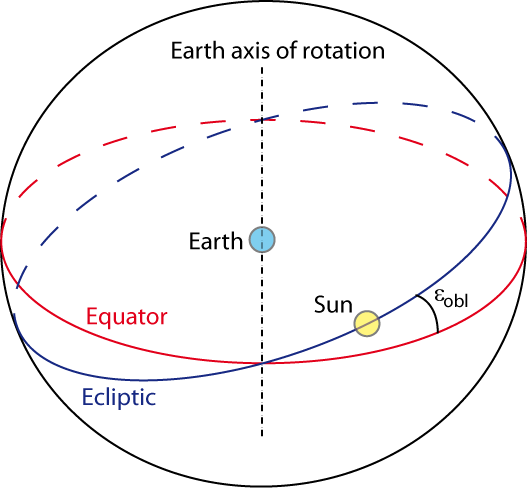 Earth axis of rotation
Earth
Sun
εobl
Equator
Ecliptic